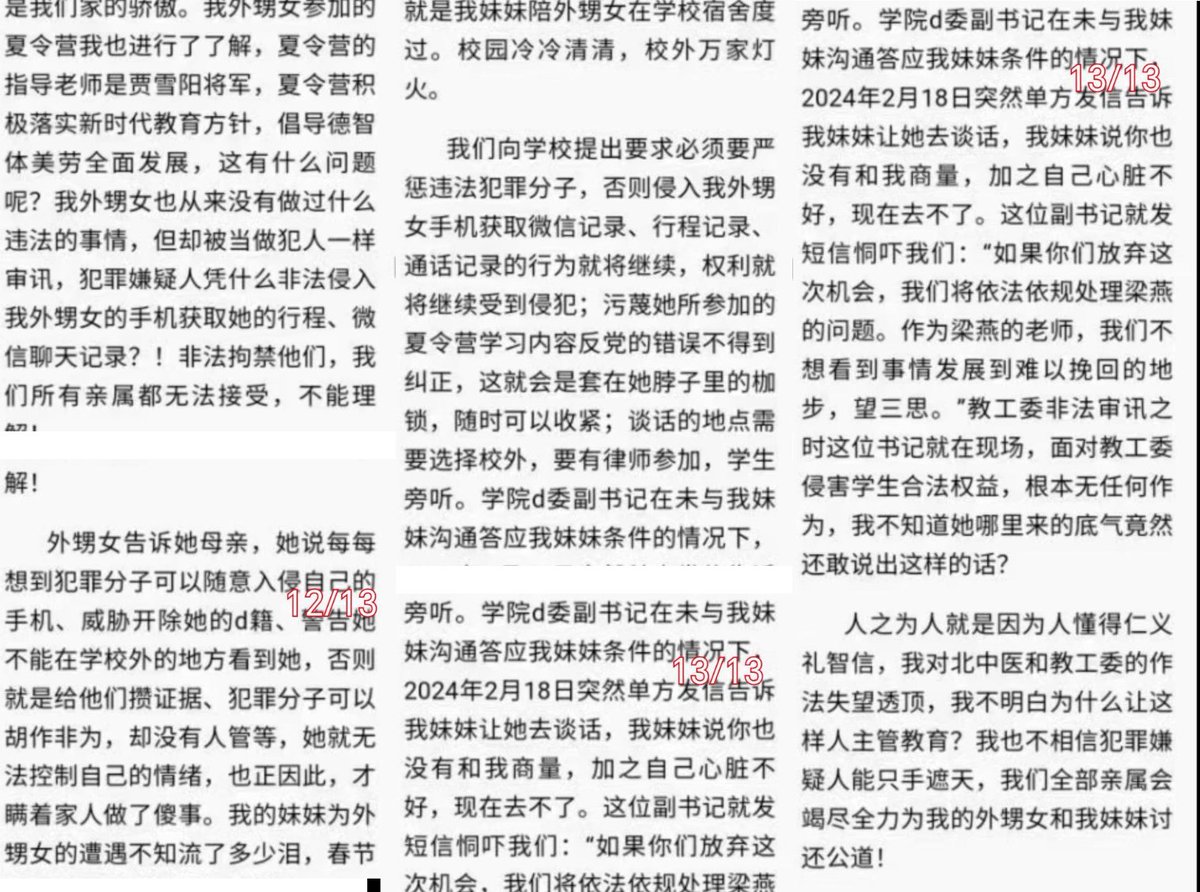 是我们家的骄傲。我外甥女参加的
夏令营我也进行了了解，夏令营的
指导老师是贾雪阳将军，夏令营积
极落实新时代教育方针，倡导德智
体美劳全面发展，这有什么问题
呢？我外甥女也从来没有做过什么
违法的事情，但却被当做犯人一样
审讯，犯罪嫌疑人凭什么非法侵入
我外甥女的手机获取她的行程、微
信聊天记录？！非法拘禁他们，我
们所有亲属都无法接受，不能理
解！
解！
外甥女告诉她母亲，她说每每
想到犯罪分子可以随意入侵自己的
12/13
手机、威胁开除她的d籍、警告她
不能在学校外的地方看到她，否则
就是给他们攒证据、犯罪分子可以
胡作非为，却没有人管等，她就无
法控制自己的情绪，也正因此，才
瞒着家人做了傻事。我的妹妹为外
甥女的遭遇不知流了多少泪，春节
就是我妹妹陪外甥女在学校宿舍度
过。校园冷冷清清，校外万家灯
火。
我们向学校提出要求必须要严
惩违法犯罪分子，否则侵入我外甥
女手机获取微信记录、行程记录、
通话记录的行为就将继续，权利就
将继续受到侵犯；污蔑她所参加的
夏令营学习内容反党的错误不得到
纠正，这就会是套在她脖子里的枷
锁，随时可以收紧；谈话的地点需
要选择校外，要有律师参加，学生
旁听。学院d委副书记在未与我妹
妹沟通答应我妹妹条件的情况下，
旁听。学院d委副书记在未与我妹
妹沟通答应我妹妹条件的情况下，
13/13
2024年2月18日突然单方发信告诉
我妹妹让她去谈话，我妹妹说你也
没有和我商量，加之自己心脏不
好，现在去不了。这位副书记就发
短信恫吓我们：“如果你们放弃这
次机会，我们将依法依规处理梁燕
旁听。学院d委副书记在未与我妹
妹沟通答应我妹妹条件的情况下，
13/13
2024年2月18日突然单方发信告诉
我妹妹让她去谈话，我妹妹说你也
没有和我商量，加之自己心脏不
好，现在去不了。这位副书记就发
短信恫吓我们：“如果你们放弃这
次机会，我们将依法依规处理梁燕
的问题。作为梁燕的老师，我们不
想看到事情发展到难以挽回的地
步，望三思。”教工委非法审讯之
时这位书记就在现场，面对教工委
侵害学生合法权益，根本无任何作
为，我不知道她哪里来的底气竟然
还敢说出这样的话？
人之为人就是因为人懂得仁义
礼智信，我对北中医和教工委的作
法失望透顶，我不明白为什么让这
样人主管教育？我也不相信犯罪嫌
疑人能只手遮天，我们全部亲属会
竭尽全力为我的外甥女和我妹妹讨
还公道！